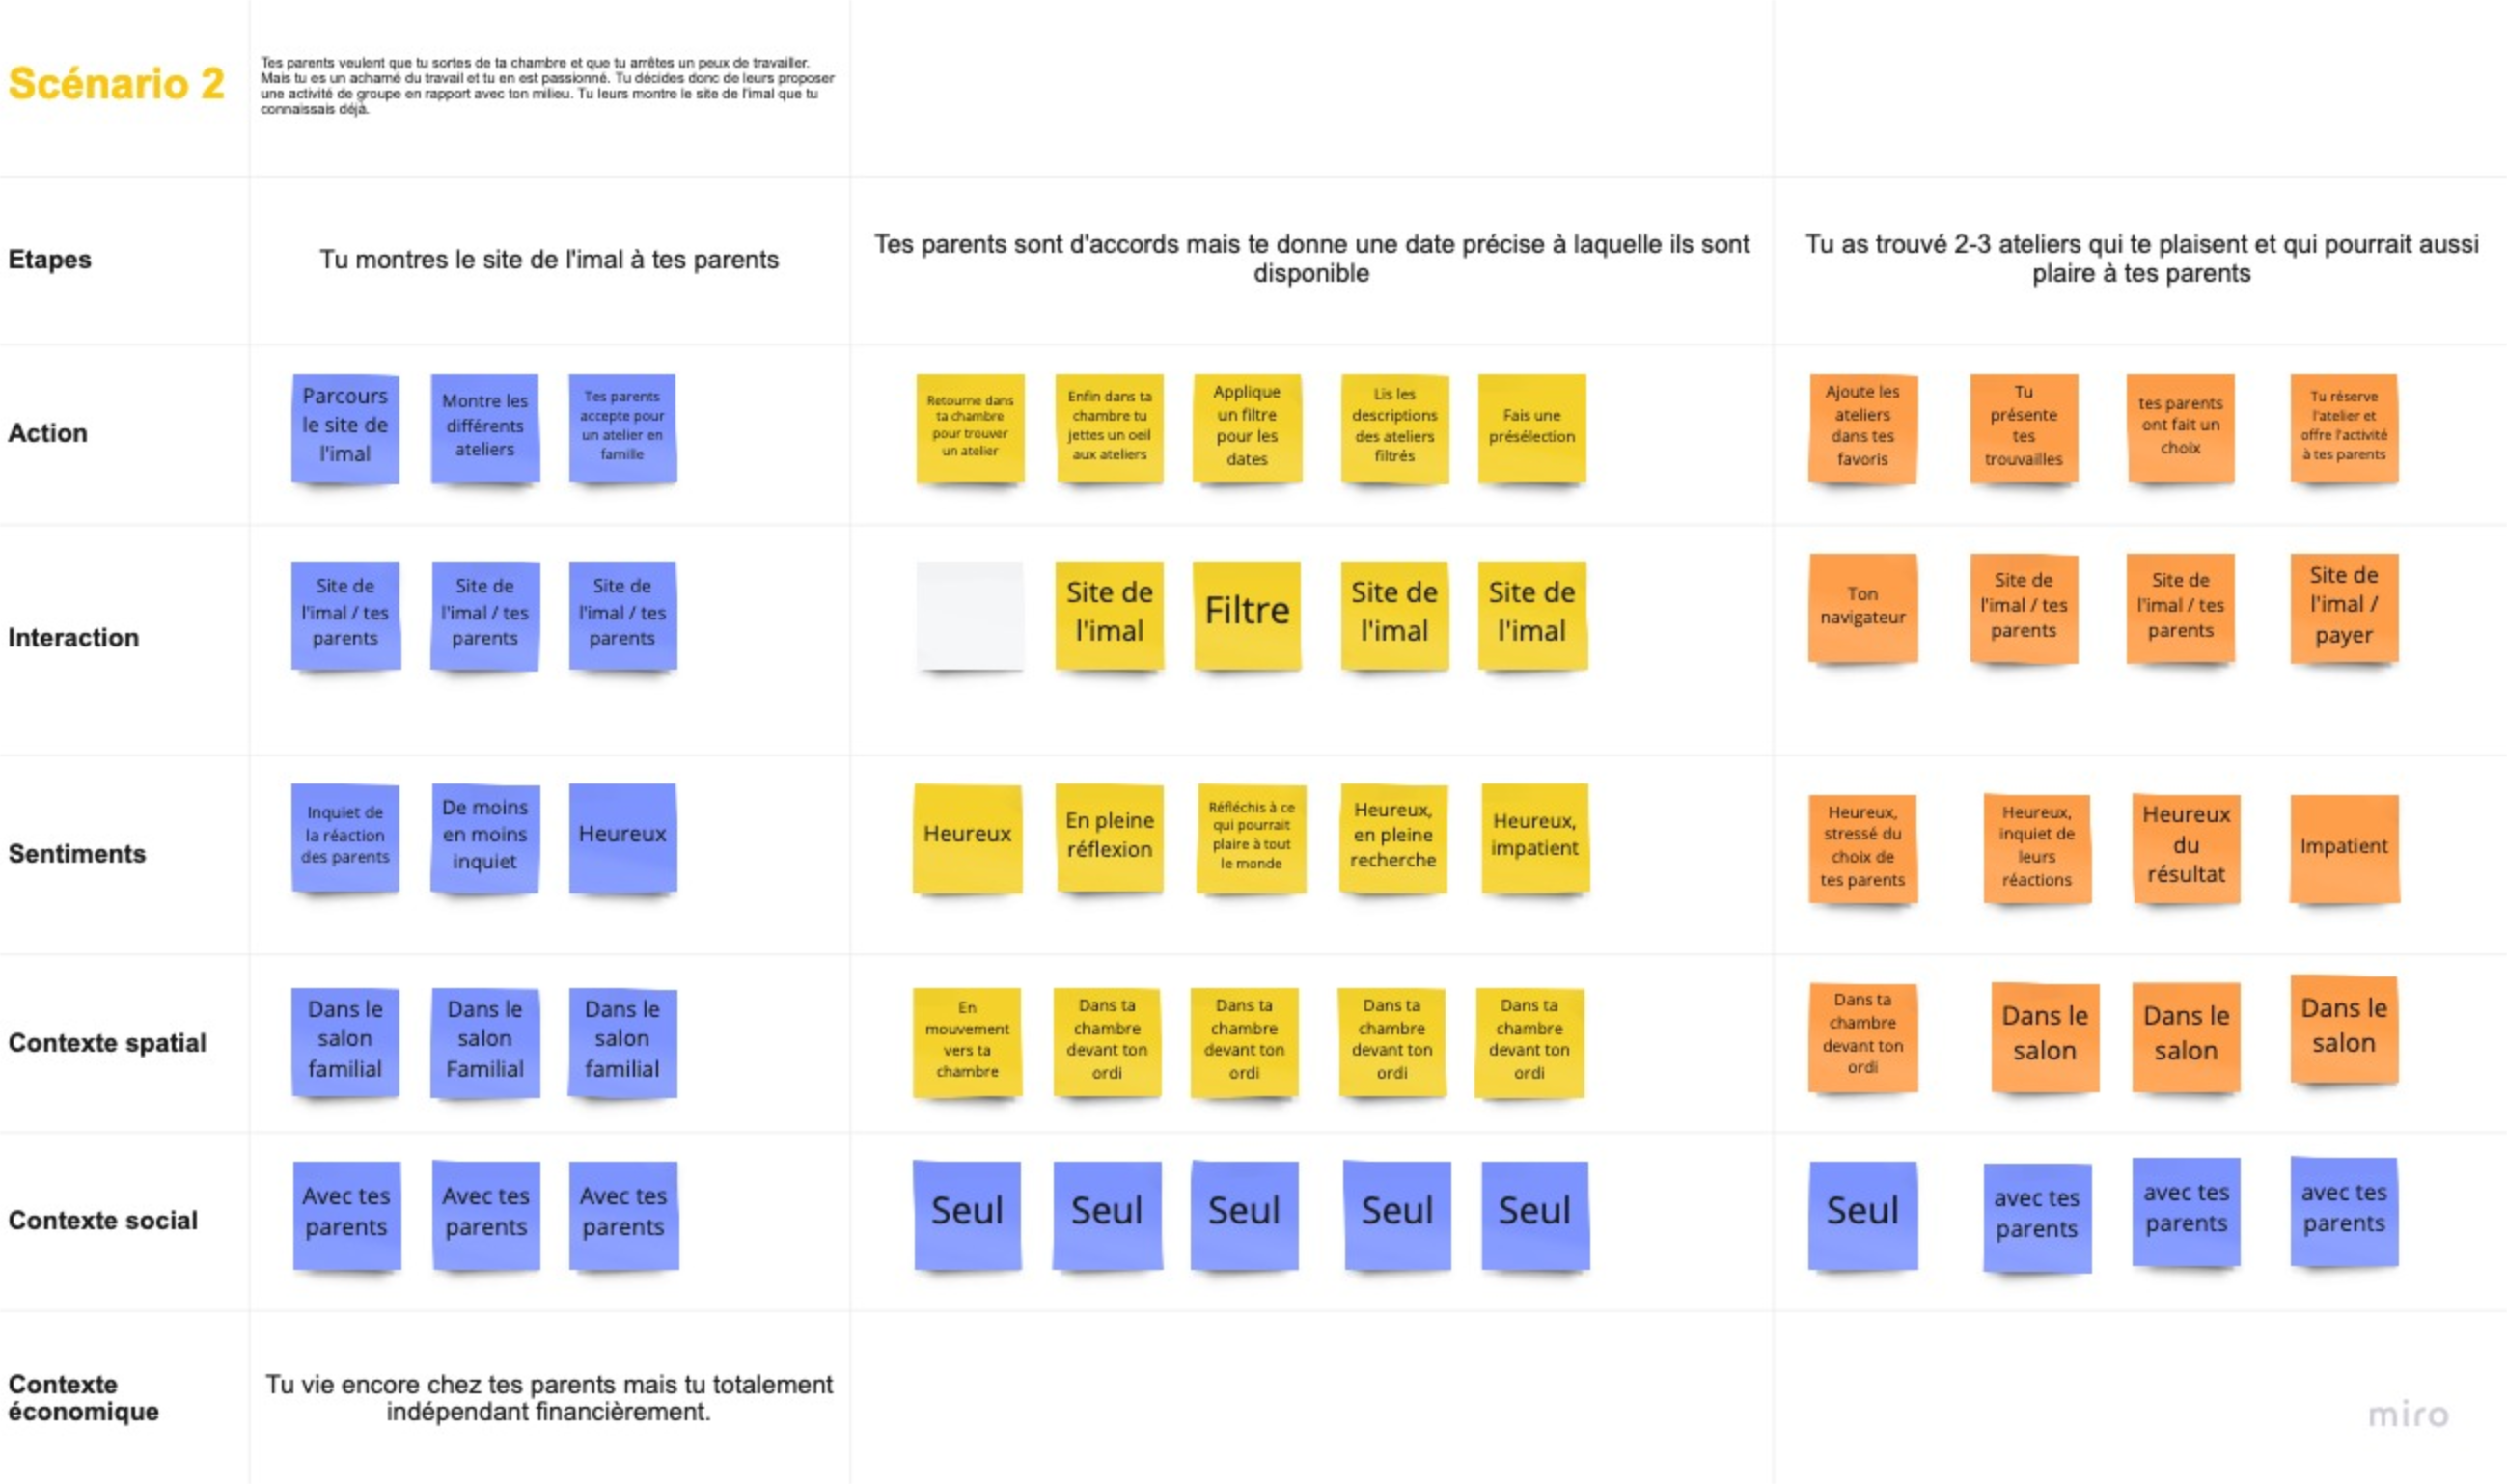 Scénario 2
Tes parents veulent que tu sortes de ta chambre et que tu arrêtes un peux de travailler.
Mais tu es un acharné du travail et tu en est passionné. Tu décides donc de leurs proposer
une activité de groupe en rapport avec ton milieu. Tu leurs montre le site de l'imal que tu
connaissais déjà.
Etapes
Tu montres le site de l'imal à tes parents
Tes parents sont d'accords mais te donne une date précise à laquelle ils sont
disponible
Tu as trouvé 2-3 ateliers qui te plaisent et qui pourrait aussi
plaire à tes parents
Action
Parcours
le site de
l'imal
Montre les
différents
ateliers
Tes parents
accepte pour
un atelier en
famille
Retourne dans
ta chambre
pour trouver
un atelier
Enfin dans ta
chambre tu
jettes un oeil
aux ateliers
Applique
un filtre
pour les
dates
Lis les
descriptions
des ateliers
filtrés
Fais une
présélection
Ajoute les
ateliers
dans tes
favoris
Tu
présente
tes
trouvailles
tes parents
ont fait un
choix
Tu réserve
l'atelier et
offre l'activité
à tes parents
Interaction
Site de
l'imal / tes
parents
Site de
l'imal / tes
parents
Site de
l'imal / tes
parents
Site de
l'imal
Filtre
Site de
l'imal
Site de
l'imal
Ton
navigateur
Site de
l'imal / tes
parents
Site de
l'imal / tes
parents
Site de
l'imal /
payer
Sentiments
Inquiet de
la réaction
des parents
De moins
en moins
inquiet
Heureux
Heureux
En pleine
réflexion
Réfléchis à ce
qui pourrait
plaire à tout
le monde
Heureux,
en pleine
recherche
Heureux,
impatient
Heureux,
stressé du
choix de
tes parents
Heureux,
inquiet de
leurs
réactions
Heureux
du
résultat
Impatient
Contexte spatial
Dans le
salon
familial
Dans le
salon
Familial
Dans le
salon
familial
En
mouvement
vers ta
chambre
Dans ta
chambre
devant ton
ordi
Dans ta
chambre
devant ton
ordi
Dans ta
chambre
devant ton
ordi
Dans ta
chambre
devant ton
ordi
Dans ta
chambre
devant ton
ordi
Dans le
salon
Dans le
salon
Dans le
salon
Contexte social
Avec tes
parents
Avec tes
parents
Avec tes
parents
Seul
Seul
Seul
Seul
Seul
Seul
avec tes
parents
avec tes
parents
avec tes
parents
Contexte
économique
Tu vie encore chez tes parents mais tu totalement
indépendant financièrement.
miro